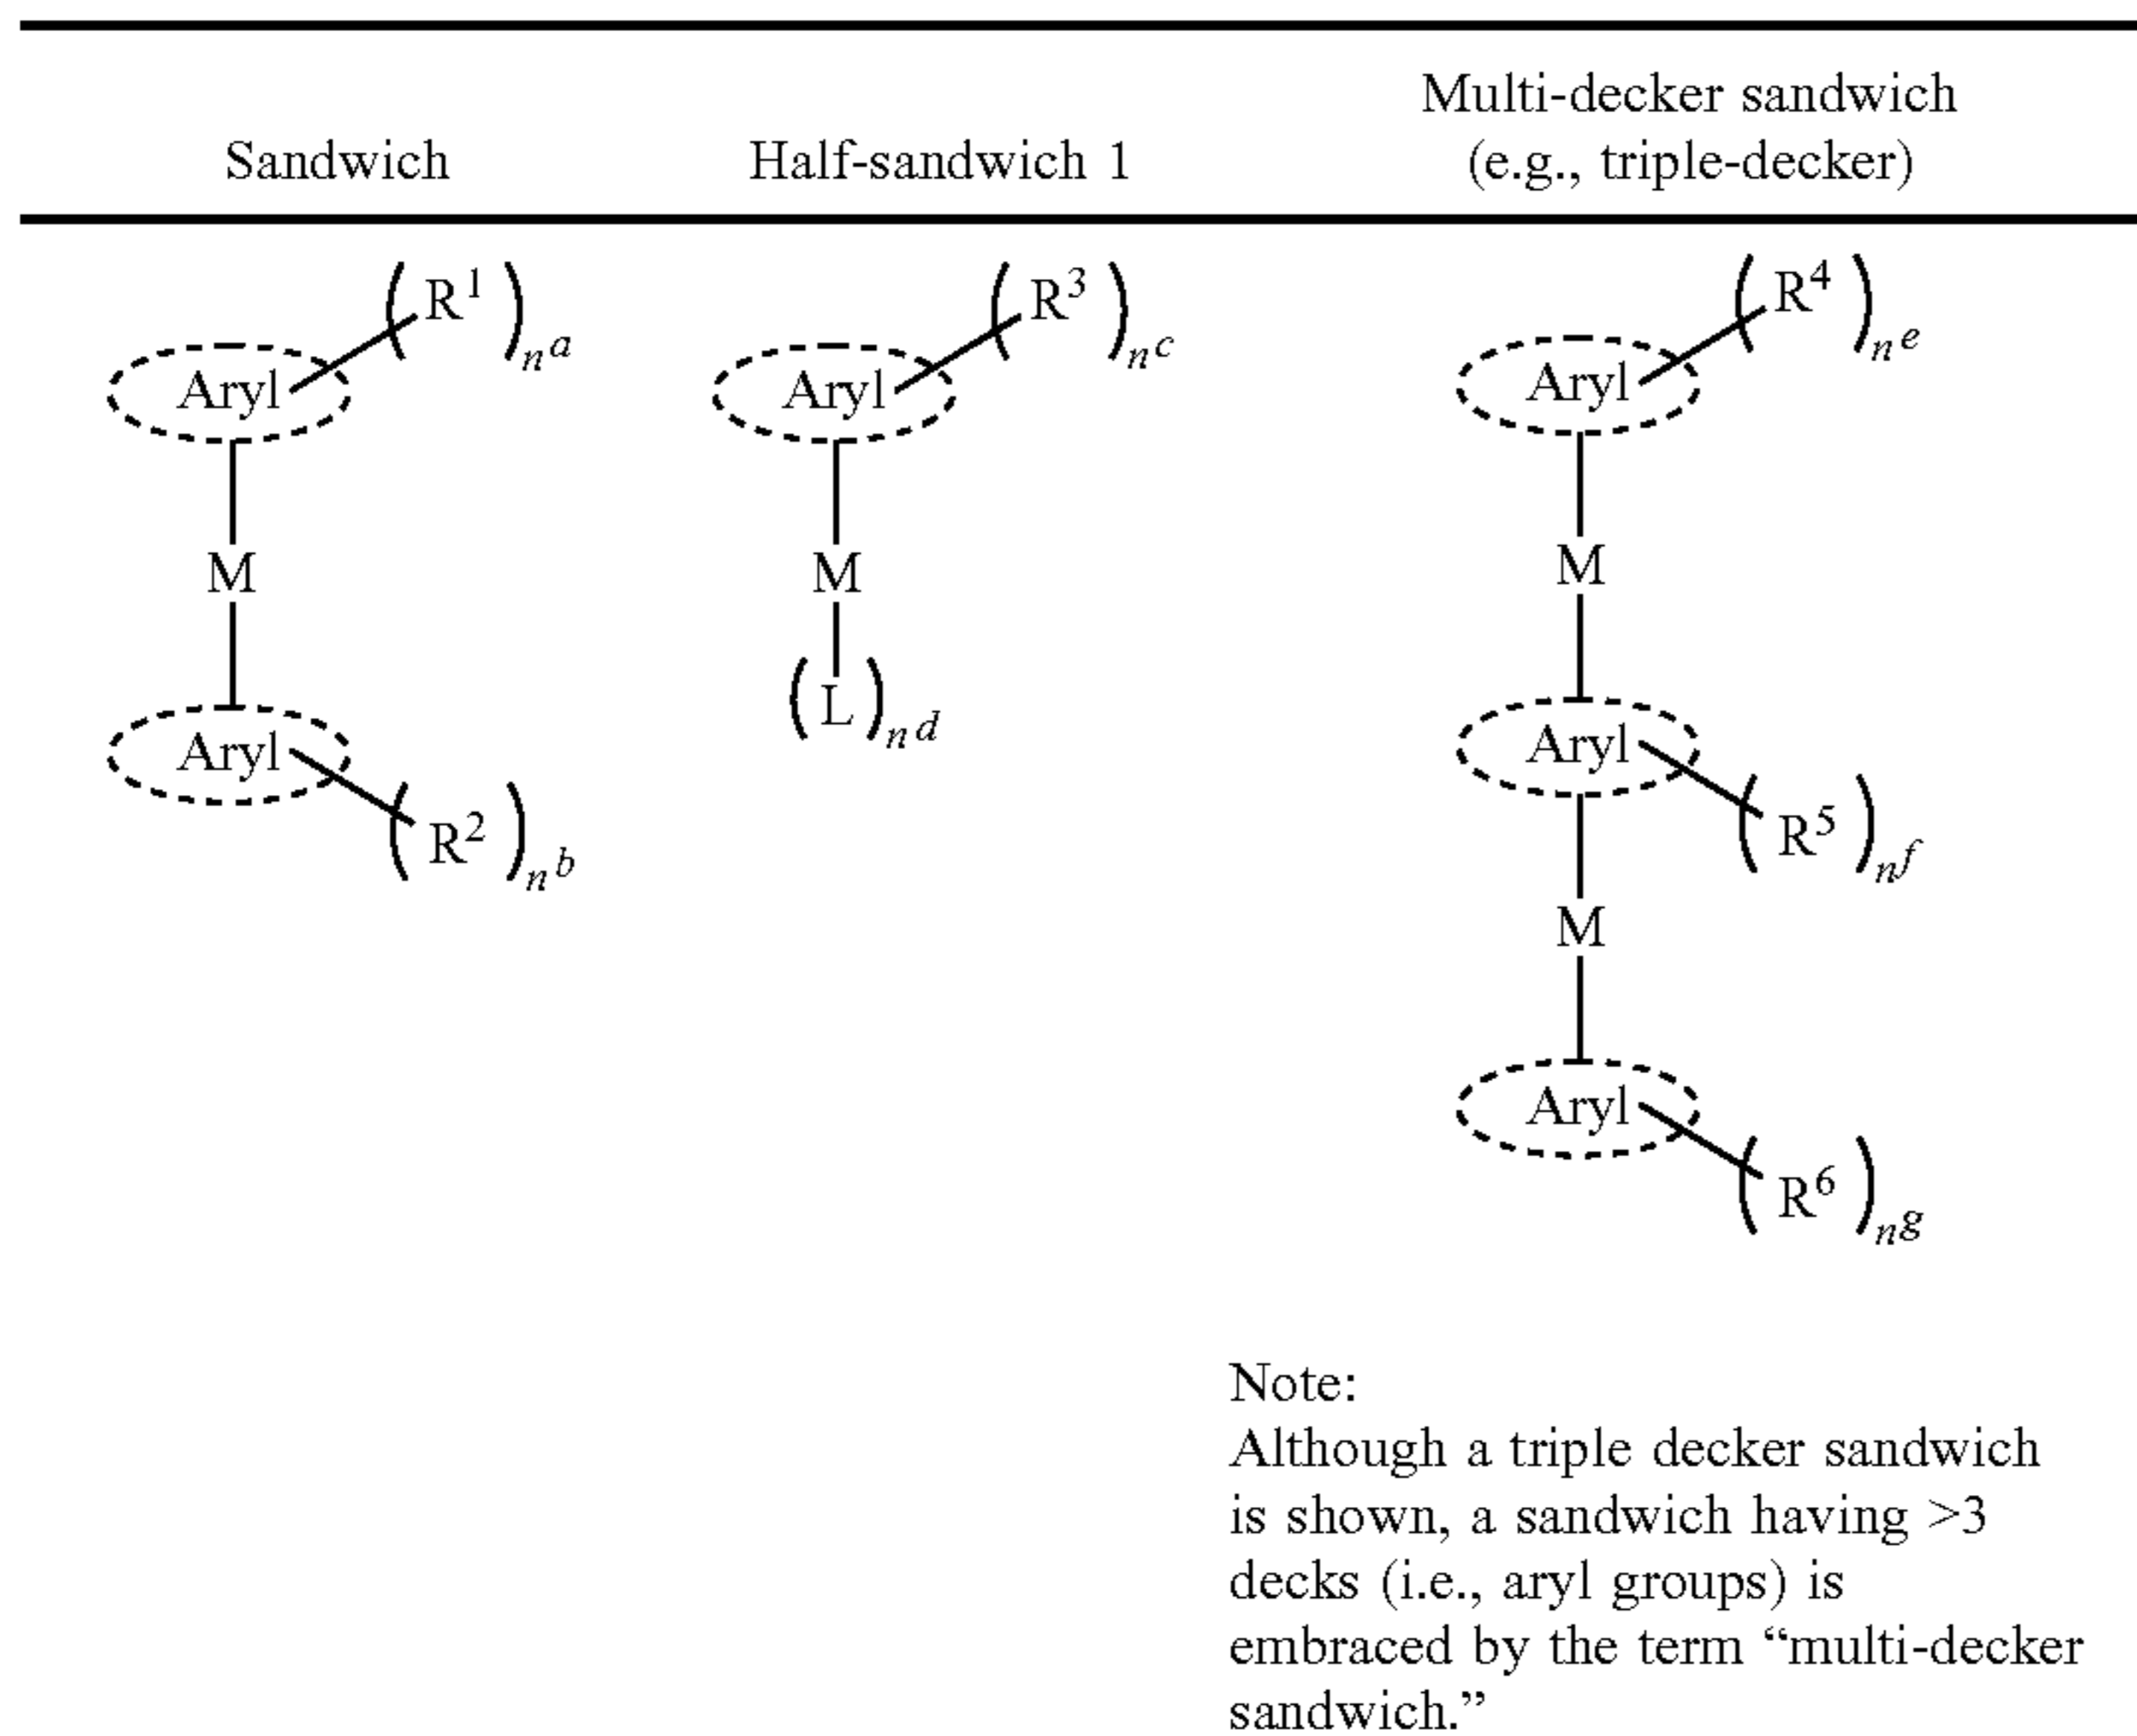 Sandwich
Half-sandwich 1
Multi-decker sandwich
(e.g., triple-decker)
Aryl
(R¹)nᵃ
M
Aryl
(R²)nᵇ
Aryl
(R³)nᶜ
M
(L)nᵈ
Aryl
(R⁴)nᵉ
M
Aryl
(R⁵)nᶠ
M
Aryl
(R⁶)nᵍ
Note:
Although a triple decker sandwich
is shown, a sandwich having >3
decks (i.e., aryl groups) is
embraced by the term “multi-decker
sandwich.”